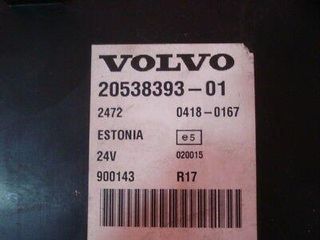 VOLVO
20538393-01
2472 0418-0167
ESTONIA e5
24V 020015
900143 R17